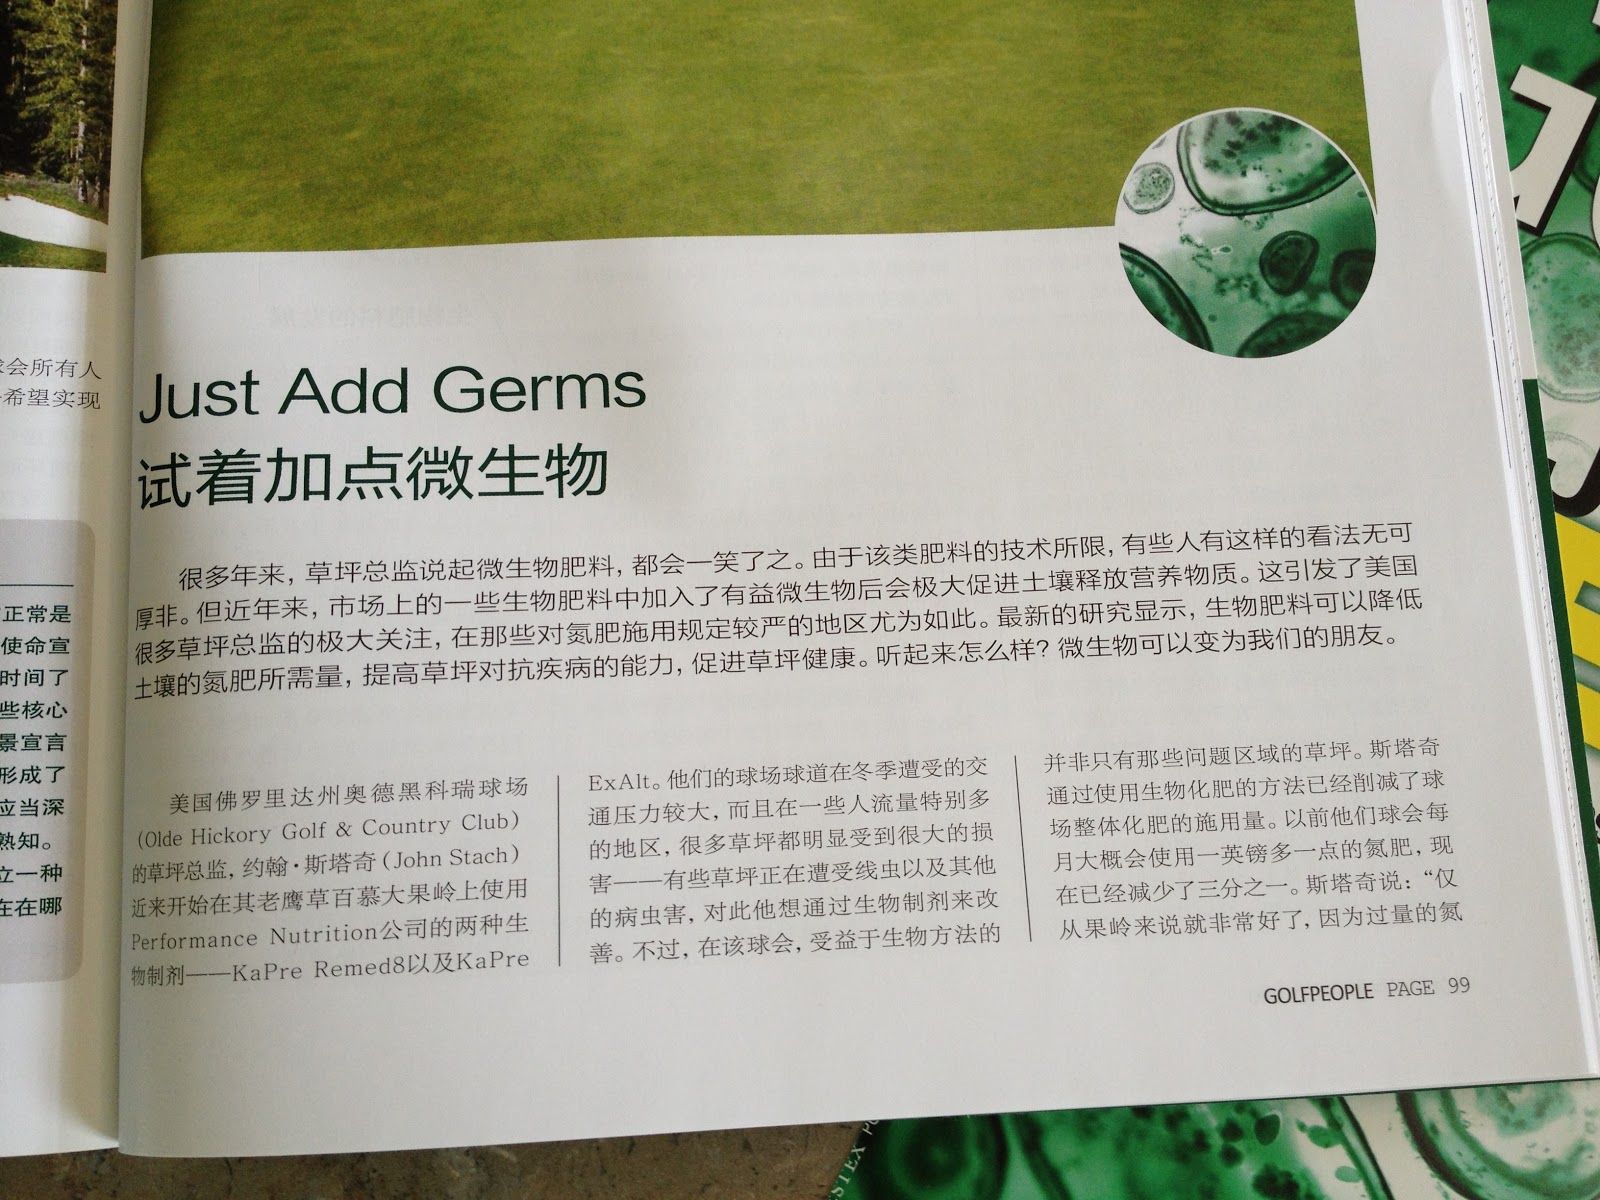 会所有人
希望实现
正常是
使命宣
时间了
些核心
景宣言
形成了
应当深
熟知。
立一种
在在哪
Just Add Germs
试着加点微生物
很多年来，草坪总监说起微生物肥料，都会一笑了之。由于该类肥料的技术所限，有些人有这样的看法无可
厚非。但近年来，市场上的一些生物肥料中加入了有益微生物后会极大促进土壤释放营养物质。这引发了美国
很多草坪总监的极大关注，在那些对氮肥施用规定较严的地区尤为如此。最新的研究显示，生物肥料可以降低
土壤的氮肥所需量，提高草坪对抗疾病的能力，促进草坪健康。听起来怎么样？微生物可以变为我们的朋友。
美国佛罗里达州奥德黑科瑞球场
（Olde Hickory Golf & Country Club）
的草坪总监，约翰·斯塔奇（John Stach）
近来开始在其老鹰草百慕大果岭上使用
Performance Nutrition公司的两种生
物制剂——KaPre Remed8以及KaPre
ExAlt。他们的球场球道在冬季遭受的交
通压力较大，而且在一些人流量特别多
的地区，很多草坪都明显受到很大的损
害——有些草坪正在遭受线虫以及其他
的病虫害，对此他想通过生物制剂来改
善。不过，在该球会，受益于生物方法的
并非只有那些问题区域的草坪。斯塔奇
通过使用生物化肥的方法已经削减了球
场整体化肥的施用量。以前他们球会每
月大概会使用一英镑多一点的氮肥，现
在已经减少了三分之一。斯塔奇说：“仅
从果岭来说就非常好了，因为过量的氮
GOLFPEOPLE PAGE 99